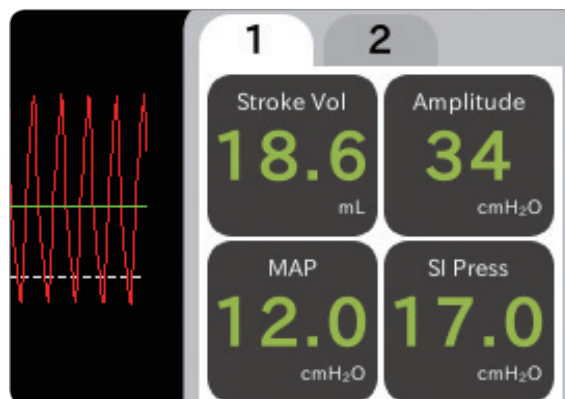 1 2
Stroke Vol Amplitude
18.6 34
mL cmH₂O
MAP SI Press
12.0 17.0
cmH₂O cmH₂O